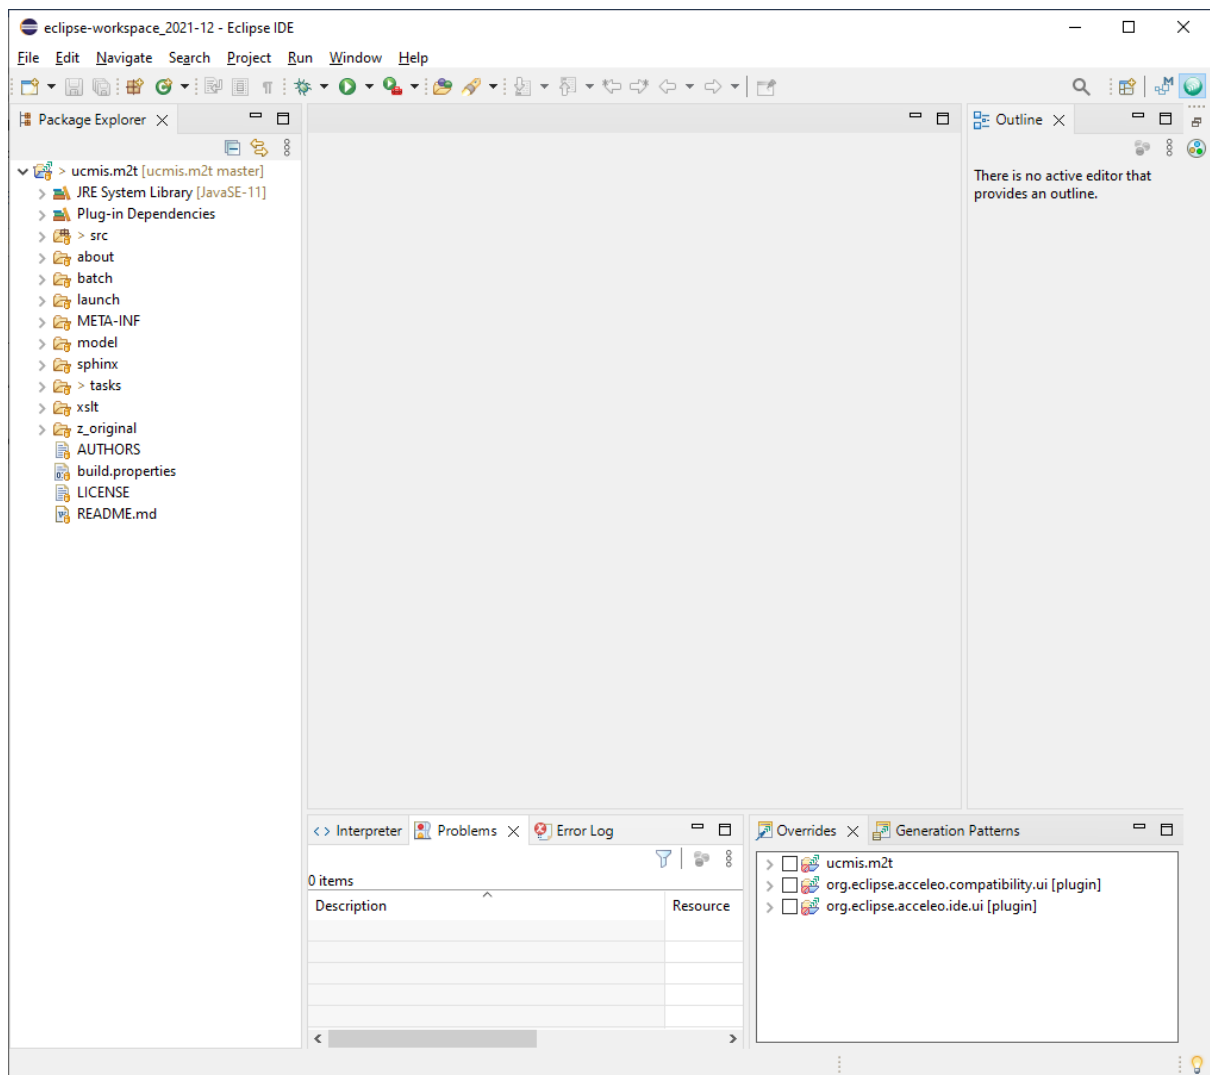 eclipse-workspace_2021-12 - Eclipse IDE
File Edit Navigate Search Project Run Window Help
Package Explorer
> ucmis.m2t [ucmis.m2t master]
JRE System Library [JavaSE-11]
Plug-in Dependencies
> src
about
batch
launch
META-INF
model
sphinx
> tasks
xslt
z_original
AUTHORS
build.properties
LICENSE
README.md
Outline
There is no active editor that
provides an outline.
Interpreter Problems Error Log
0 items
Description Resource
Overrides Generation Patterns
ucmis.m2t
org.eclipse.acceleo.compatibility.ui [plugin]
org.eclipse.acceleo.ide.ui [plugin]